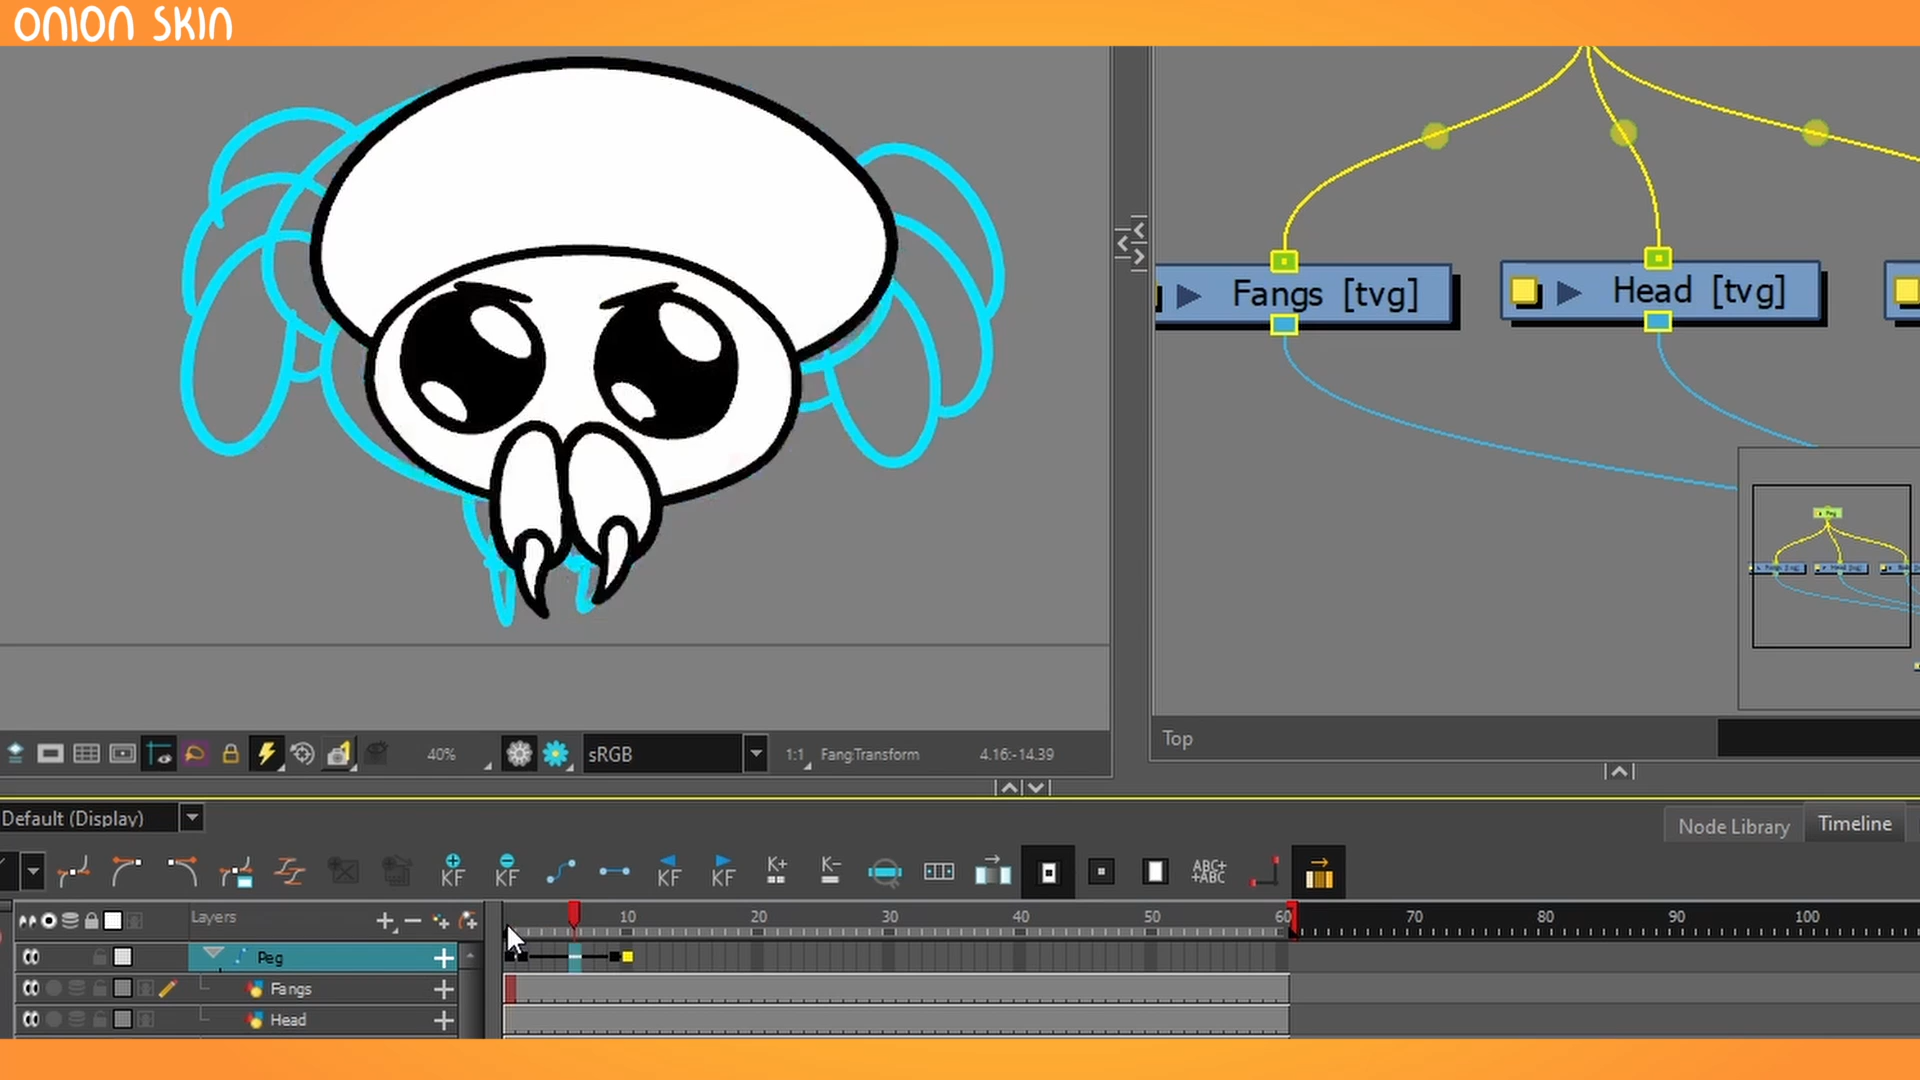 ONION SKIN
Fangs [tvg]
Head [tvg]
Peg
40%
sRGB
1:1
FangTransform
4.16:-14.39
Top
Default (Display)
Node Library
Timeline
KF
KF
KF
KF
K+
K-
ABC+
+ABC
Layers
10 20 30 40 50 60 70 80 90 100
Peg
Fangs
Head